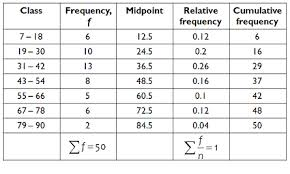 Class Frequency, f Midpoint Relative frequency Cumulative frequency
7 – 18 6 12.5 0.12 6
19 – 30 10 24.5 0.2 16
31 – 42 13 36.5 0.26 29
43 – 54 8 48.5 0.16 37
55 – 66 5 60.5 0.1 42
67 – 78 6 72.5 0.12 48
79 – 90 2 84.5 0.04 50
∑f = 50 ∑ f/n = 1